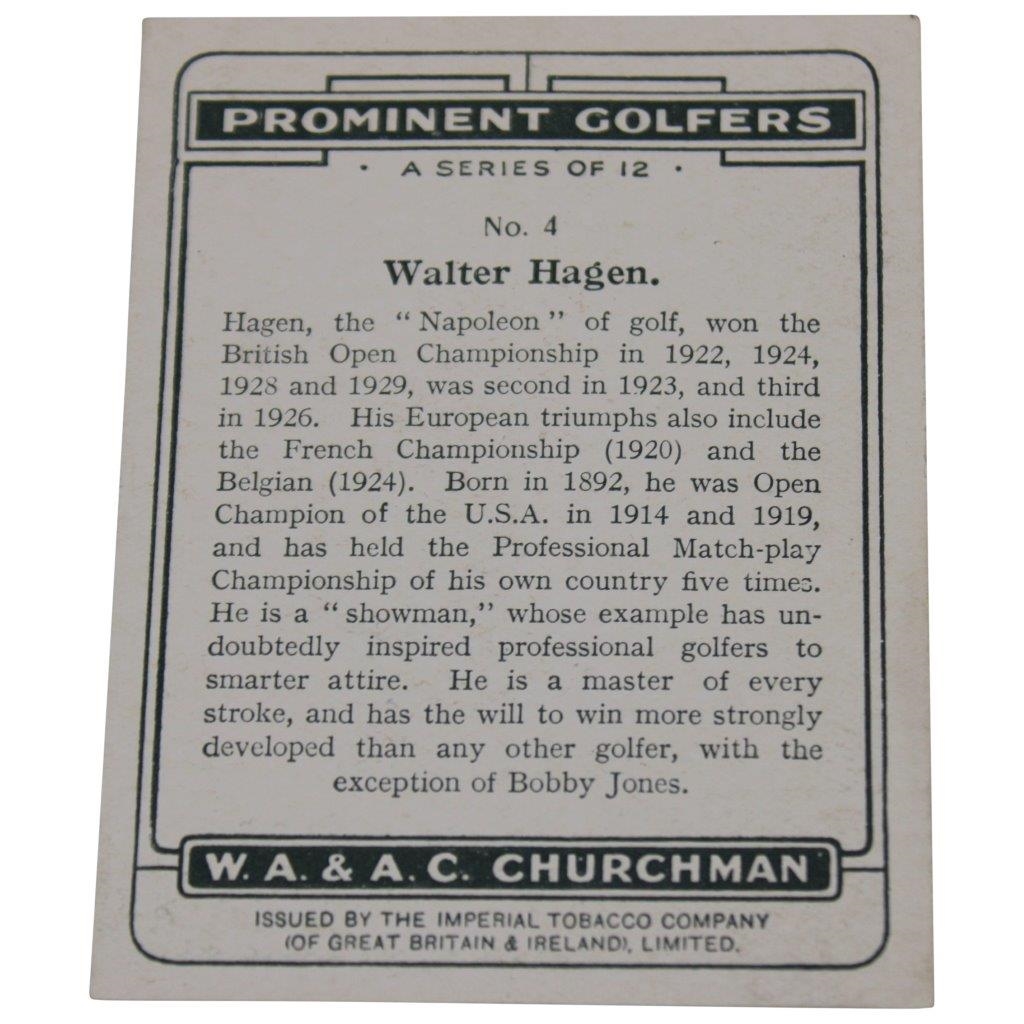 PROMINENT GOLFERS
· A SERIES OF 12 ·
No. 4
Walter Hagen.
Hagen, the “ Napoleon ” of golf, won the
British Open Championship in 1922, 1924,
1928 and 1929, was second in 1923, and third
in 1926. His European triumphs also include
the French Championship (1920) and the
Belgian (1924). Born in 1892, he was Open
Champion of the U.S.A. in 1914 and 1919,
and has held the Professional Match-play
Championship of his own country five times.
He is a “ showman,” whose example has un-
doubtedly inspired professional golfers to
smarter attire. He is a master of every
stroke, and has the will to win more strongly
developed than any other golfer, with the
exception of Bobby Jones.
W. A. & A. C. CHURCHMAN
ISSUED BY THE IMPERIAL TOBACCO COMPANY
(OF GREAT BRITAIN & IRELAND), LIMITED.